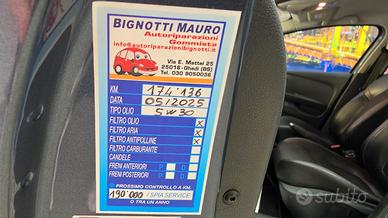 BIGNOTTI MAURO
Autoriparazioni
Gommista
info@autoriparazionibignotti.it
Via E. Mattei 25
25016 - Ghedi (BS)
Tel. 030 9050036
KM. 174.136
DATA 05/2025
TIPO OLIO 5W30
FILTRO OLIO X
FILTRO ARIA X
FILTRO ANTIPOLLINE X
FILTRO CARBURANTE
CANDELE
FRENI ANTERIORI P D
FRENI POSTERIORI P D
PROSSIMO CONTROLLO A KM.
190.000 / SPIA SERVICE
O TRA UN ANNO
subito